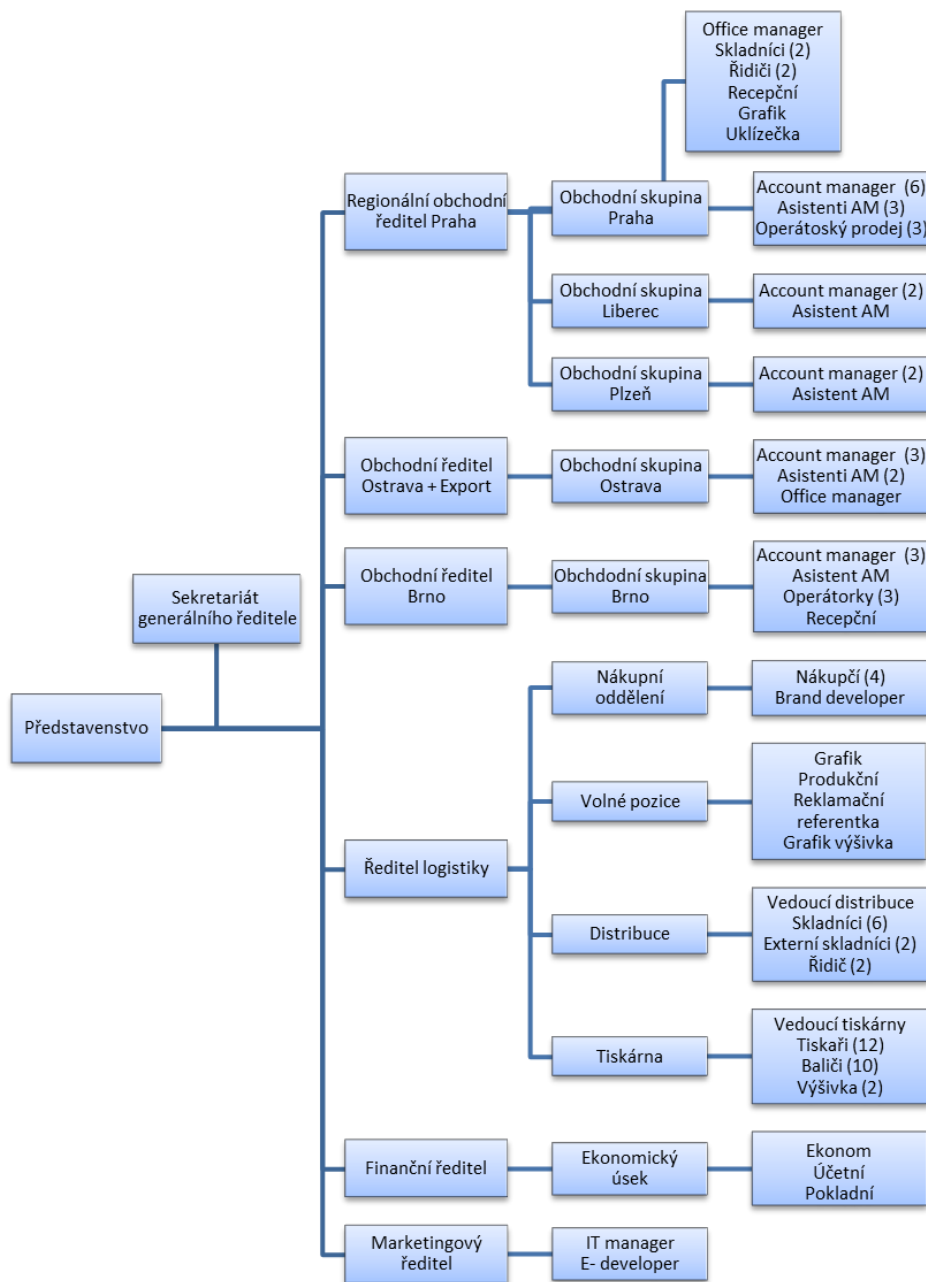 Office manager
Skladníci (2)
Řidiči (2)
Recepční
Grafik
Uklízečka
Regionální obchodní
ředitel Praha
Obchodní skupina
Praha
Account manager (6)
Asistenti AM (3)
Operátoský prodej (3)
Obchodní skupina
Liberec
Account manager (2)
Asistent AM
Obchodní skupina
Plzeň
Account manager (2)
Asistent AM
Obchodní ředitel
Ostrava + Export
Obchodní skupina
Ostrava
Account manager (3)
Asistenti AM (2)
Office manager
Obchodní ředitel
Brno
Obchdodní skupina
Brno
Account manager (3)
Asistent AM
Operátorky (3)
Recepční
Sekretariát
generálního ředitele
Představenstvo
Ředitel logistiky
Nákupní
oddělení
Nákupčí (4)
Brand developer
Volné pozice
Grafik
Produkční
Reklamační
referentka
Grafik výšivka
Distribuce
Vedoucí distribuce
Skladníci (6)
Externí skladníci (2)
Řidič (2)
Tiskárna
Vedoucí tiskárny
Tiskaři (12)
Baliči (10)
Výšivka (2)
Finanční ředitel
Ekonomický
úsek
Ekonom
Účetní
Pokladní
Marketingový
ředitel
IT manager
E- developer